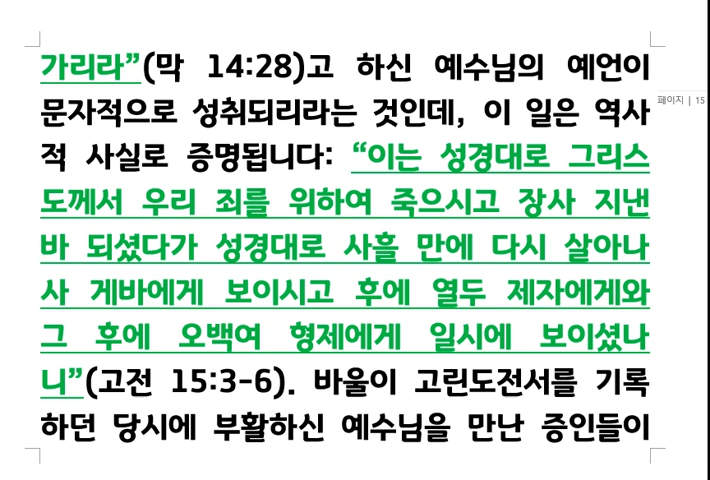 가리라”(막 14:28)고 하신 예수님의 예언이
문자적으로 성취되리라는 것인데, 이 일은 역사
페이지 | 15
적 사실로 증명됩니다: “이는 성경대로 그리스
도께서 우리 죄를 위하여 죽으시고 장사 지낸
바 되셨다가 성경대로 사흘 만에 다시 살아나
사 게바에게 보이시고 후에 열두 제자에게와
그 후에 오백여 형제에게 일시에 보이셨나
니”(고전 15:3-6). 바울이 고린도전서를 기록
하던 당시에 부활하신 예수님을 만난 증인들이